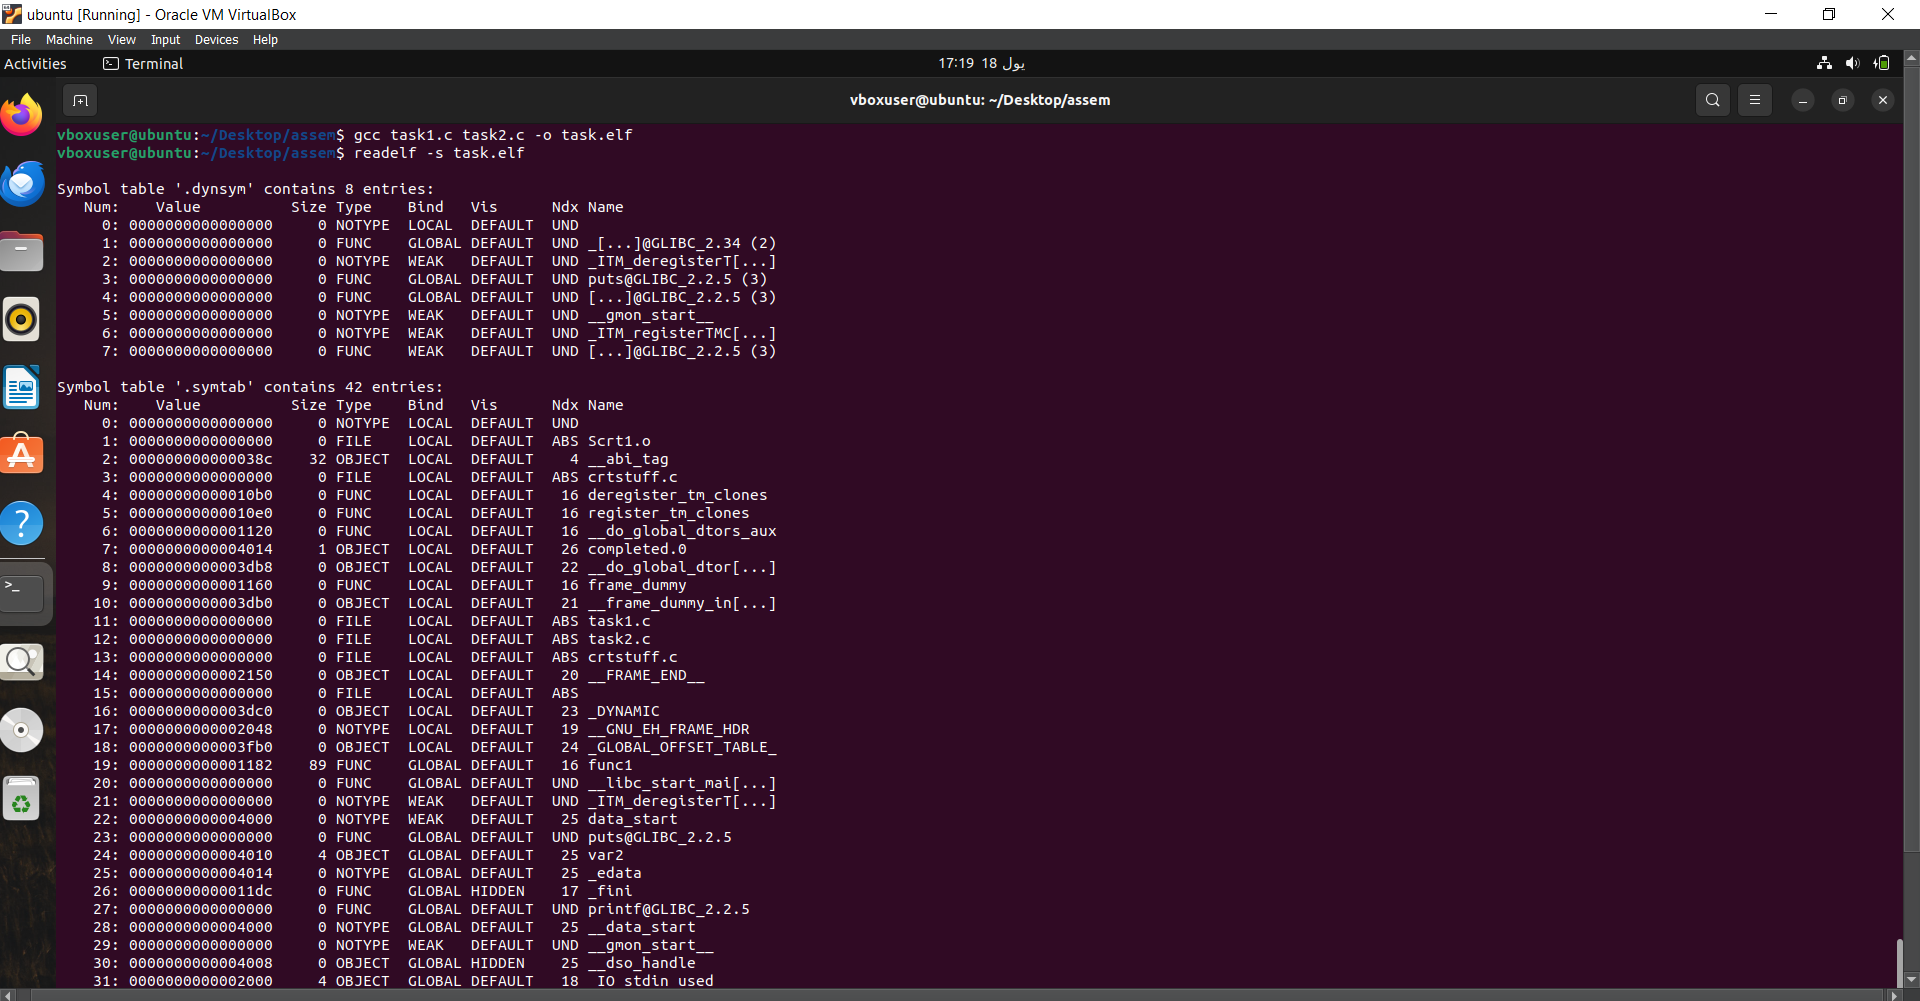 ubuntu [Running] - Oracle VM VirtualBox
File Machine View Input Devices Help
Activities Terminal 17:19 18 يول
vboxuser@ubuntu: ~/Desktop/assem
vboxuser@ubuntu:~/Desktop/assem$ gcc task1.c task2.c -o task.elf
vboxuser@ubuntu:~/Desktop/assem$ readelf -s task.elf
Symbol table '.dynsym' contains 8 entries:
Num: Value Size Type Bind Vis Ndx Name
0: 0000000000000000 0 NOTYPE LOCAL DEFAULT UND
1: 0000000000000000 0 FUNC GLOBAL DEFAULT UND _[...]@GLIBC_2.34 (2)
2: 0000000000000000 0 NOTYPE WEAK DEFAULT UND _ITM_deregisterT[...]
3: 0000000000000000 0 FUNC GLOBAL DEFAULT UND puts@GLIBC_2.2.5 (3)
4: 0000000000000000 0 FUNC GLOBAL DEFAULT UND [...]@GLIBC_2.2.5 (3)
5: 0000000000000000 0 NOTYPE WEAK DEFAULT UND __gmon_start__
6: 0000000000000000 0 NOTYPE WEAK DEFAULT UND _ITM_registerTMC[...]
7: 0000000000000000 0 FUNC WEAK DEFAULT UND [...]@GLIBC_2.2.5 (3)
Symbol table '.symtab' contains 42 entries:
Num: Value Size Type Bind Vis Ndx Name
0: 0000000000000000 0 NOTYPE LOCAL DEFAULT UND
1: 0000000000000000 0 FILE LOCAL DEFAULT ABS Scrt1.o
2: 000000000000038c 32 OBJECT LOCAL DEFAULT 4 __abi_tag
3: 0000000000000000 0 FILE LOCAL DEFAULT ABS crtstuff.c
4: 00000000000010b0 0 FUNC LOCAL DEFAULT 16 deregister_tm_clones
5: 00000000000010e0 0 FUNC LOCAL DEFAULT 16 register_tm_clones
6: 0000000000001120 0 FUNC LOCAL DEFAULT 16 __do_global_dtors_aux
7: 0000000000004014 1 OBJECT LOCAL DEFAULT 26 completed.0
8: 0000000000003db8 0 OBJECT LOCAL DEFAULT 22 __do_global_dtor[...]
9: 0000000000001160 0 FUNC LOCAL DEFAULT 16 frame_dummy
10: 0000000000003db0 0 OBJECT LOCAL DEFAULT 21 __frame_dummy_in[...]
11: 0000000000000000 0 FILE LOCAL DEFAULT ABS task1.c
12: 0000000000000000 0 FILE LOCAL DEFAULT ABS task2.c
13: 0000000000000000 0 FILE LOCAL DEFAULT ABS crtstuff.c
14: 0000000000002150 0 OBJECT LOCAL DEFAULT 20 __FRAME_END__
15: 0000000000000000 0 FILE LOCAL DEFAULT ABS
16: 0000000000003dc0 0 OBJECT LOCAL DEFAULT 23 _DYNAMIC
17: 0000000000002048 0 NOTYPE LOCAL DEFAULT 19 __GNU_EH_FRAME_HDR
18: 0000000000003fb0 0 OBJECT LOCAL DEFAULT 24 _GLOBAL_OFFSET_TABLE_
19: 0000000000001182 89 FUNC GLOBAL DEFAULT 16 func1
20: 0000000000000000 0 FUNC GLOBAL DEFAULT UND __libc_start_mai[...]
21: 0000000000000000 0 NOTYPE WEAK DEFAULT UND _ITM_deregisterT[...]
22: 0000000000004000 0 NOTYPE WEAK DEFAULT 25 data_start
23: 0000000000000000 0 FUNC GLOBAL DEFAULT UND puts@GLIBC_2.2.5
24: 0000000000004010 4 OBJECT GLOBAL DEFAULT 25 var2
25: 0000000000004014 0 NOTYPE GLOBAL DEFAULT 25 _edata
26: 00000000000011dc 0 FUNC GLOBAL HIDDEN 17 _fini
27: 0000000000000000 0 FUNC GLOBAL DEFAULT UND printf@GLIBC_2.2.5
28: 0000000000004000 0 NOTYPE GLOBAL DEFAULT 25 __data_start
29: 0000000000000000 0 NOTYPE WEAK DEFAULT UND __gmon_start__
30: 0000000000004008 0 OBJECT GLOBAL HIDDEN 25 __dso_handle
31: 0000000000002000 4 OBJECT GLOBAL DEFAULT 18 _IO_stdin_used